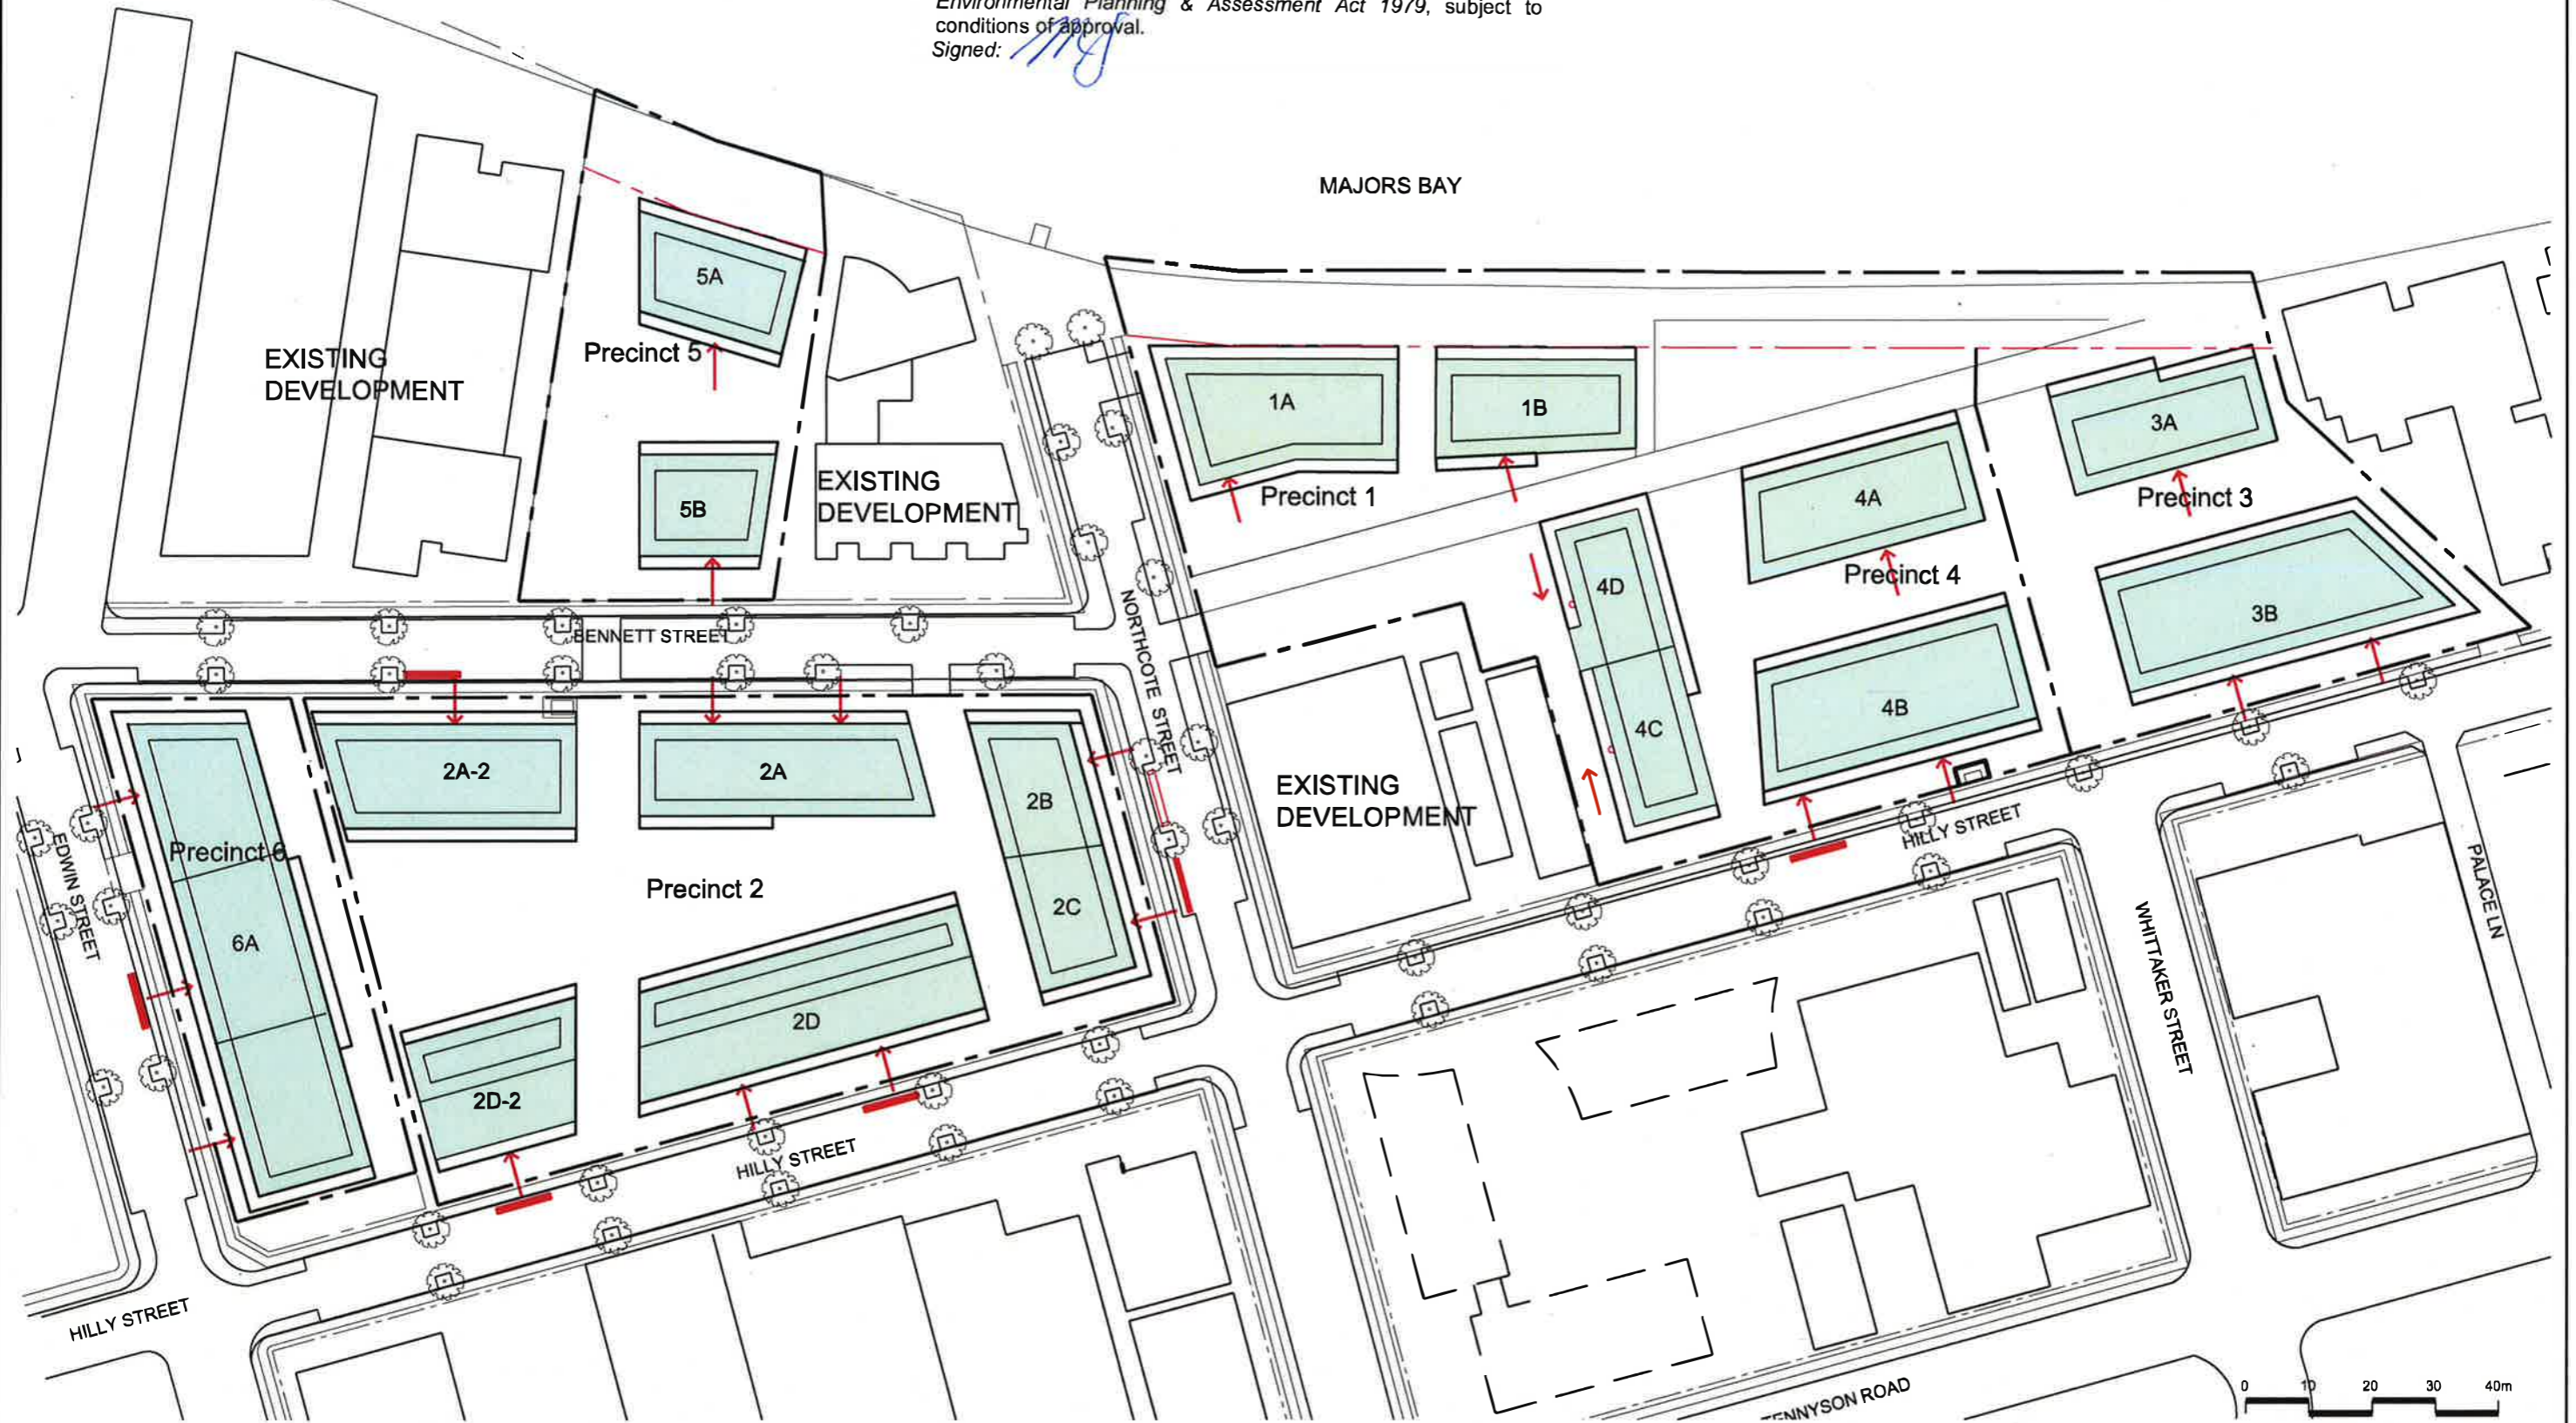 Environmental Planning & Assessment Act 1979, subject to
conditions of approval.
Signed:
MAJORS BAY
5A
Precinct 5
EXISTING
DEVELOPMENT
1A
1B
3A
5B
EXISTING
DEVELOPMENT
Precinct 1
4A
Precinct 3
4D
Precinct 4
3B
BENNETT STREET
NORTHCOTE STREET
4C
4B
2A-2
2A
2B
EXISTING
DEVELOPMENT
HILLY STREET
Precinct 6
EDWIN STREET
Precinct 2
2C
PALACE LN
6A
WHITTAKER STREET
2D
2D-2
HILLY STREET
HILLY STREET
TENNYSON ROAD
0 10 20 30 40m